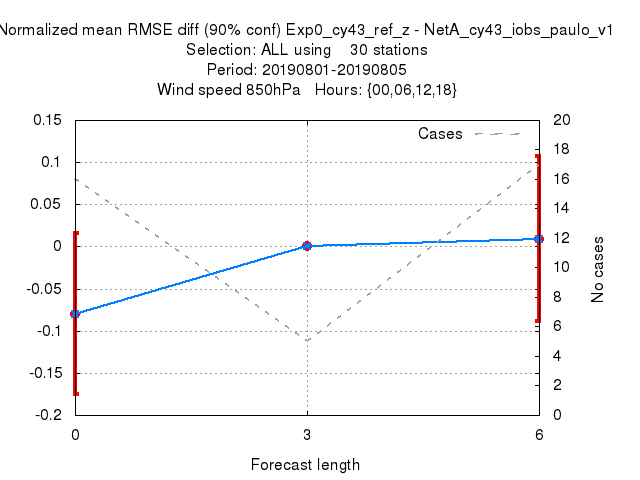 Normalized mean RMSE diff (90% conf) Exp0_cy43_ref_z - NetA_cy43_iobs_paulo_v1
Selection: ALL using 30 stations
Period: 20190801-20190805
Wind speed 850hPa Hours: {00,06,12,18}
0.15
0.1
0.05
0
-0.05
-0.1
-0.15
-0.2
Cases
20
18
16
14
12
10
8
6
4
2
0
No cases
0 3 6
Forecast length